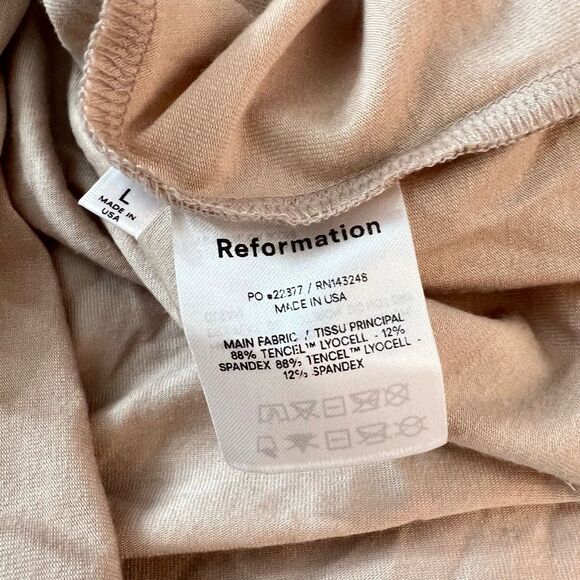 L
MADE IN
USA
Reformation
PO #22377 / RN143248
MADE IN USA
MAIN FABRIC / TISSU PRINCIPAL
88% TENCEL™ LYOCELL - 12%
SPANDEX 88% TENCEL™ LYOCELL -
12% SPANDEX